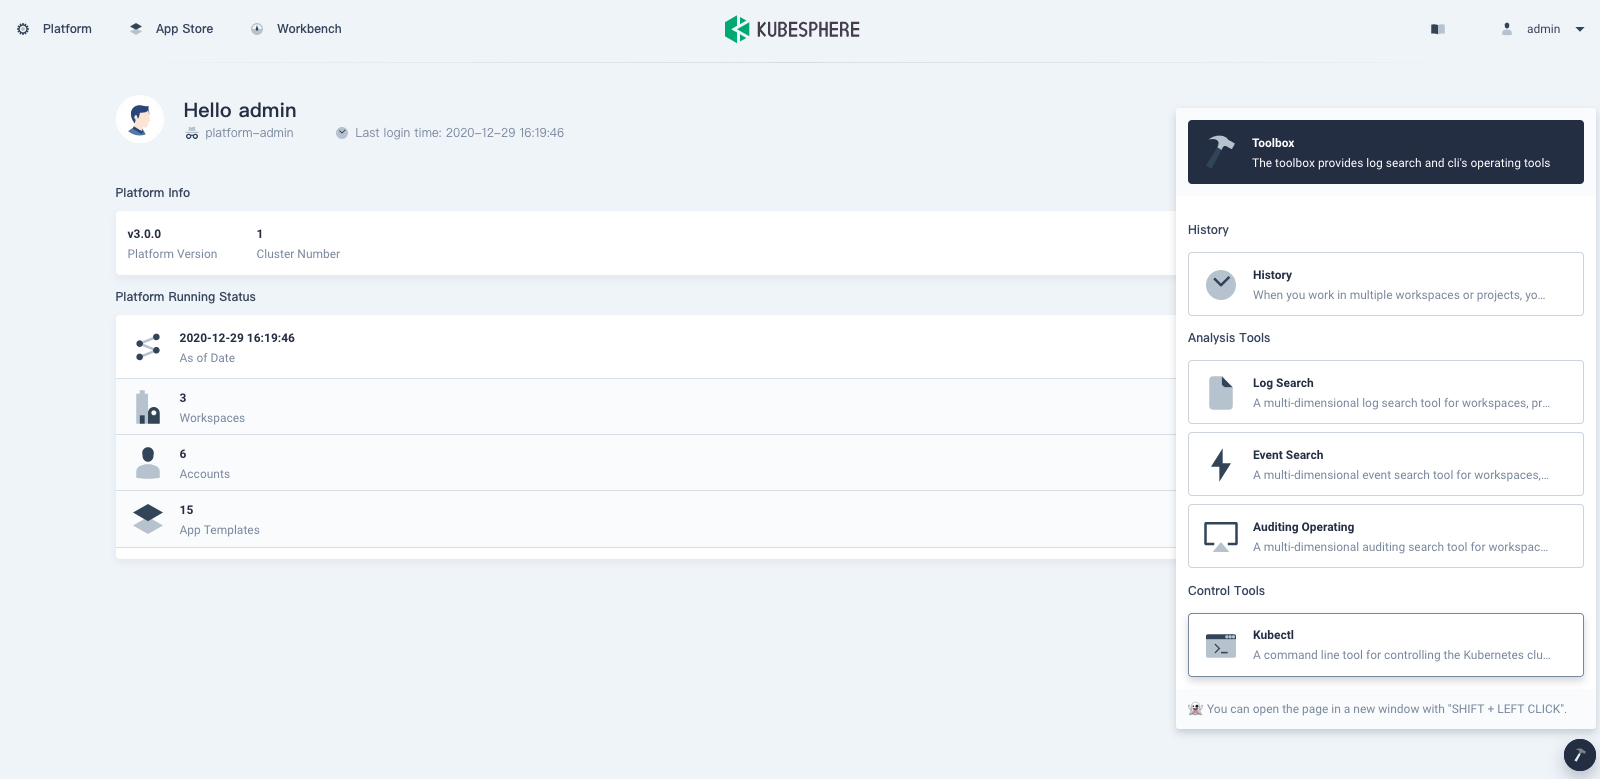 Platform
App Store
Workbench
KUBESPHERE
admin
Hello admin
platform-admin
Last login time: 2020-12-29 16:19:46
Platform Info
v3.0.0
Platform Version
1
Cluster Number
Platform Running Status
2020-12-29 16:19:46
As of Date
3
Workspaces
6
Accounts
15
App Templates
Toolbox
The toolbox provides log search and cli's operating tools
History
History
When you work in multiple workspaces or projects, yo...
Analysis Tools
Log Search
A multi-dimensional log search tool for workspaces, pr...
Event Search
A multi-dimensional event search tool for workspaces,...
Auditing Operating
A multi-dimensional auditing search tool for workspac...
Control Tools
Kubectl
A command line tool for controlling the Kubernetes clu...
You can open the page in a new window with "SHIFT + LEFT CLICK".